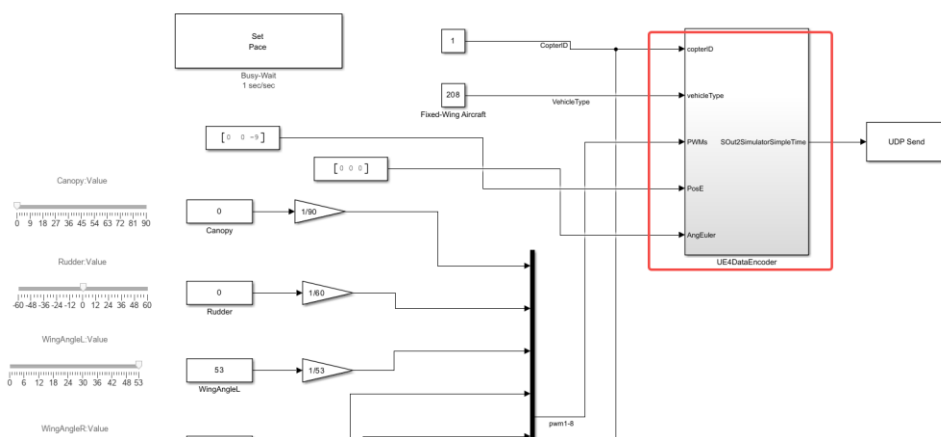 Set
Pace
Busy-Wait
1 sec/sec
1
CopterID
copterID
208
VehicleType
vehicleType
Fixed-Wing Aircraft
[0 0 -9]
PWMs
SOut2SimulatorSimpleTime
UDP Send
[0 0 0]
PosE
AngEuler
UE4DataEncoder
Canopy:Value
0 9 18 27 36 45 54 63 72 81 90
0
1/90
Canopy
Rudder:Value
-60 -48 -36 -24 -12 0 12 24 36 48 60
0
1/60
Rudder
WingAngleL:Value
0 6 12 18 24 30 36 42 48 53
53
1/53
WingAngleL
WingAngleR:Value
pwm1-8